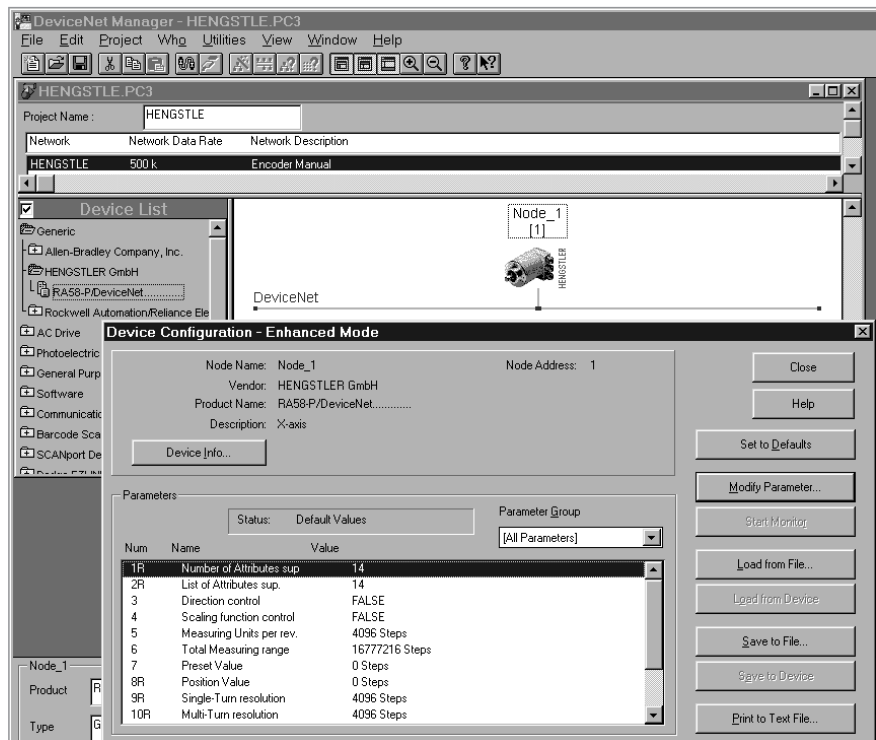 DeviceNet Manager - HENGSTLE.PC3
File Edit Project Who Utilities View Window Help
HENGSTLE.PC3
Project Name : HENGSTLE
Network Network Data Rate Network Description
HENGSTLE 500 k Encoder Manual
Device List
Generic
Allen-Bradley Company, Inc.
HENGSTLER GmbH
RA58-P/DeviceNet.............
Rockwell Automation/Reliance Ele
AC Drive
Photoelectric
General Purp
Software
Communicatio
Barcode Sca
SCANport De
Node_1
[1]
HENGSTLER
DeviceNet
Device Configuration - Enhanced Mode
Node Name: Node_1 Node Address: 1
Vendor: HENGSTLER GmbH
Product Name: RA58-P/DeviceNet.............
Description: X-axis
Device Info...
Close
Help
Set to Defaults
Modify Parameter...
Start Monitor
Load from File...
Load from Device
Save to File...
Save to Device
Print to Text File...
Parameters
Status: Default Values
Parameter Group
[All Parameters]
Num Name Value
1R Number of Attributes sup 14
2R List of Attributes sup. 14
3 Direction control FALSE
4 Scaling function control FALSE
5 Measuring Units per rev. 4096 Steps
6 Total Measuring range 16777216 Steps
7 Preset Value 0 Steps
8R Position Value 0 Steps
9R Single-Turn resolution 4096 Steps
10R Multi-Turn resolution 4096 Steps
Node_1
Product R
Type G